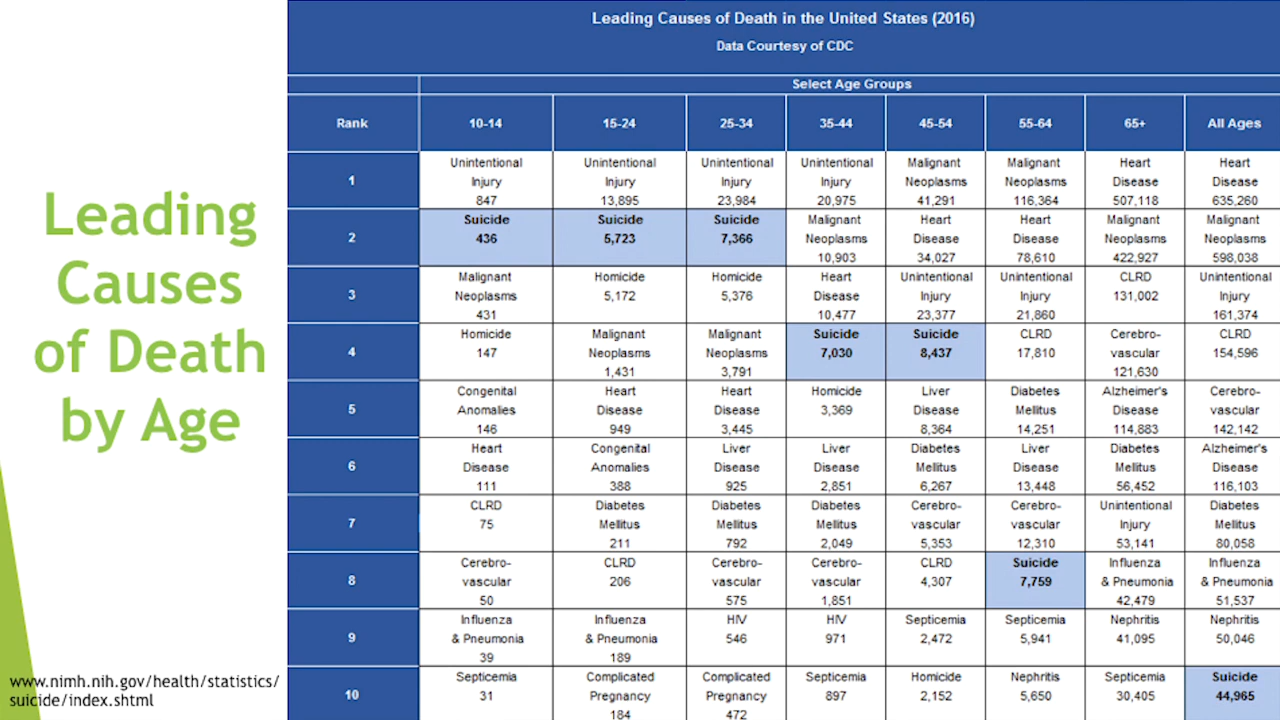 Leading Causes of Death in the United States (2016)
Data Courtesy of CDC
Select Age Groups
Rank 10-14 15-24 25-34 35-44 45-54 55-64 65+ All Ages
1
Unintentional Unintentional Unintentional Unintentional Malignant Malignant Heart Heart
Injury Injury Injury Injury Neoplasms Neoplasms Disease Disease
847 13,895 23,984 20,975 41,291 116,364 507,118 635,260
2
Suicide Suicide Suicide Malignant Heart Heart Malignant Malignant
436 5,723 7,366 Neoplasms Disease Disease Neoplasms Neoplasms
10,903 34,027 78,610 422,927 598,038
3
Malignant Homicide Homicide Heart Unintentional Unintentional CLRD Unintentional
Neoplasms 5,172 5,376 Disease Injury Injury 131,002 Injury
431 10,477 23,377 21,860 161,374
4
Homicide Malignant Malignant Suicide Suicide CLRD Cerebro- CLRD
147 Neoplasms Neoplasms 7,030 8,437 17,810 vascular 154,596
1,431 3,791 121,630
5
Congenital Heart Heart Homicide Liver Diabetes Alzheimer's Cerebro-
Anomalies Disease Disease 3,369 Disease Mellitus Disease vascular
146 949 3,445 8,364 14,251 114,883 142,142
6
Heart Congenital Liver Liver Diabetes Liver Diabetes Alzheimer's
Disease Anomalies Disease Disease Mellitus Disease Mellitus Disease
111 388 925 2,851 6,267 13,448 56,452 116,103
7
CLRD Diabetes Diabetes Diabetes Cerebro- Cerebro- Unintentional Diabetes
75 Mellitus Mellitus Mellitus vascular vascular Injury Mellitus
211 792 2,049 5,353 12,310 53,141 80,058
8
Cerebro- CLRD Cerebro- Cerebro- CLRD Suicide Influenza Influenza
vascular 206 vascular vascular 4,307 7,759 & Pneumonia & Pneumonia
50 575 1,851 42,479 51,537
9
Influenza Influenza HIV HIV Septicemia Septicemia Nephritis Nephritis
& Pneumonia & Pneumonia 546 971 2,472 5,941 41,095 50,046
39 189
10
Septicemia Complicated Complicated Septicemia Homicide Nephritis Septicemia Suicide
31 Pregnancy Pregnancy 897 2,152 5,650 30,405 44,965
184 472
Leading
Causes
of Death
by Age
www.nimh.nih.gov/health/statistics/
suicide/index.shtml